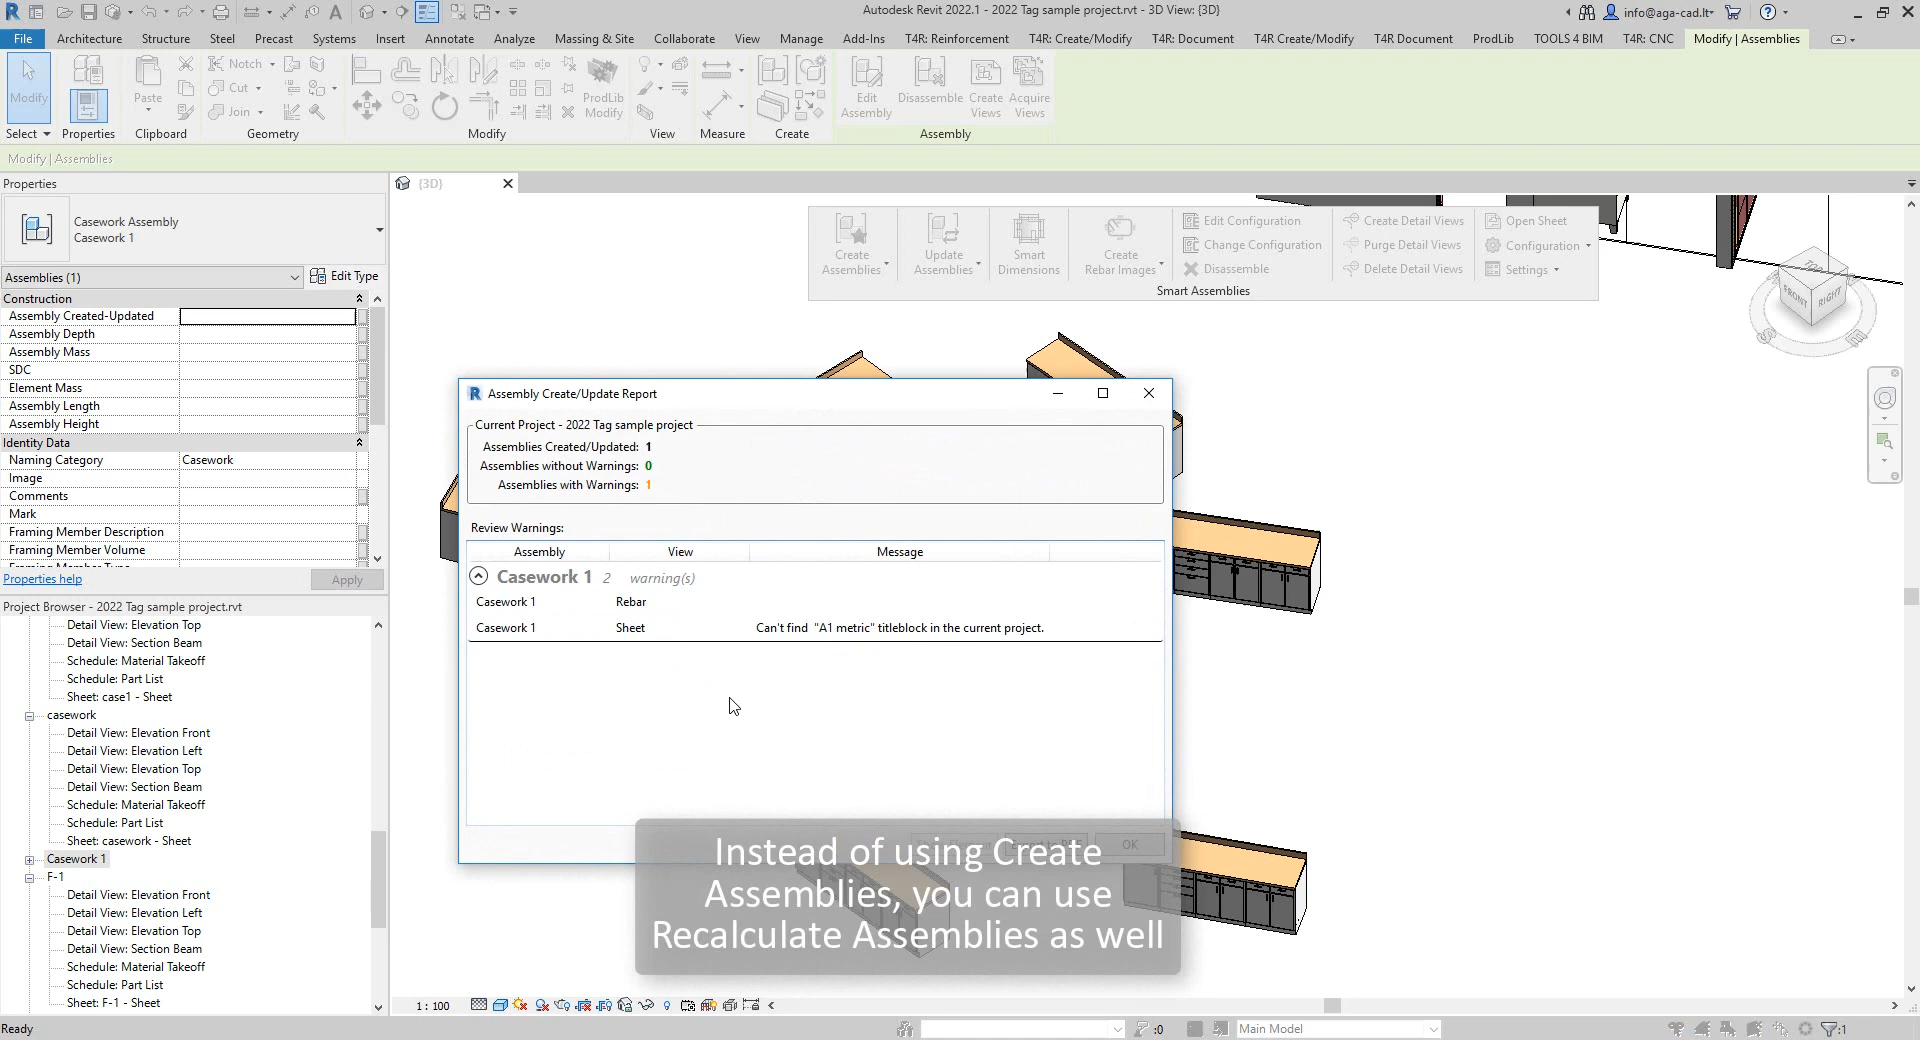 Autodesk Revit 2022.1 - 2022 Tag sample project.rvt - 3D View: {3D}
info@aga-cad.lt
File Architecture Structure Steel Precast Systems Insert Annotate Analyze Massing & Site Collaborate View Manage Add-Ins T4R: Reinforcement T4R: Create/Modify T4R: Document T4R Create/Modify T4R Document ProdLib TOOLS 4 BIM T4R: CNC Modify | Assemblies
Modify
Paste
Notch
Cut
Join
ProdLib
Modify
Edit
Assembly
Disassemble
Create
Views
Acquire
Views
Select Properties Clipboard Geometry Modify View Measure Create Assembly
Modify | Assemblies
Properties
{3D}
Casework Assembly
Casework 1
Assemblies (1)
Edit Type
Construction
Assembly Created-Updated
Assembly Depth
Assembly Mass
SDC
Element Mass
Assembly Length
Assembly Height
Identity Data
Naming Category Casework
Image
Comments
Mark
Framing Member Description
Framing Member Volume
Framing Member Type
Properties help
Apply
Project Browser - 2022 Tag sample project.rvt
Detail View: Elevation Top
Detail View: Section Beam
Schedule: Material Takeoff
Schedule: Part List
Sheet: case1 - Sheet
casework
Detail View: Elevation Front
Detail View: Elevation Left
Detail View: Elevation Top
Detail View: Section Beam
Schedule: Material Takeoff
Schedule: Part List
Sheet: casework - Sheet
Casework 1
F-1
Detail View: Elevation Front
Detail View: Elevation Left
Detail View: Elevation Top
Detail View: Section Beam
Schedule: Material Takeoff
Schedule: Part List
Sheet: F-1 - Sheet
Create
Assemblies
Update
Assemblies
Smart
Dimensions
Create
Rebar Images
Edit Configuration
Change Configuration
Disassemble
Create Detail Views
Purge Detail Views
Delete Detail Views
Open Sheet
Configuration
Settings
Smart Assemblies
TOP
FRONT
RIGHT
S
E
Assembly Create/Update Report
Current Project - 2022 Tag sample project
Assemblies Created/Updated: 1
Assemblies without Warnings: 0
Assemblies with Warnings: 1
Review Warnings:
Assembly View Message
Casework 1 2 warning(s)
Casework 1 Rebar
Casework 1 Sheet Can't find "A1 metric" titleblock in the current project.
OK
Instead of using Create
Assemblies, you can use
Recalculate Assemblies as well
1 : 100
Ready
:0
Main Model
:1